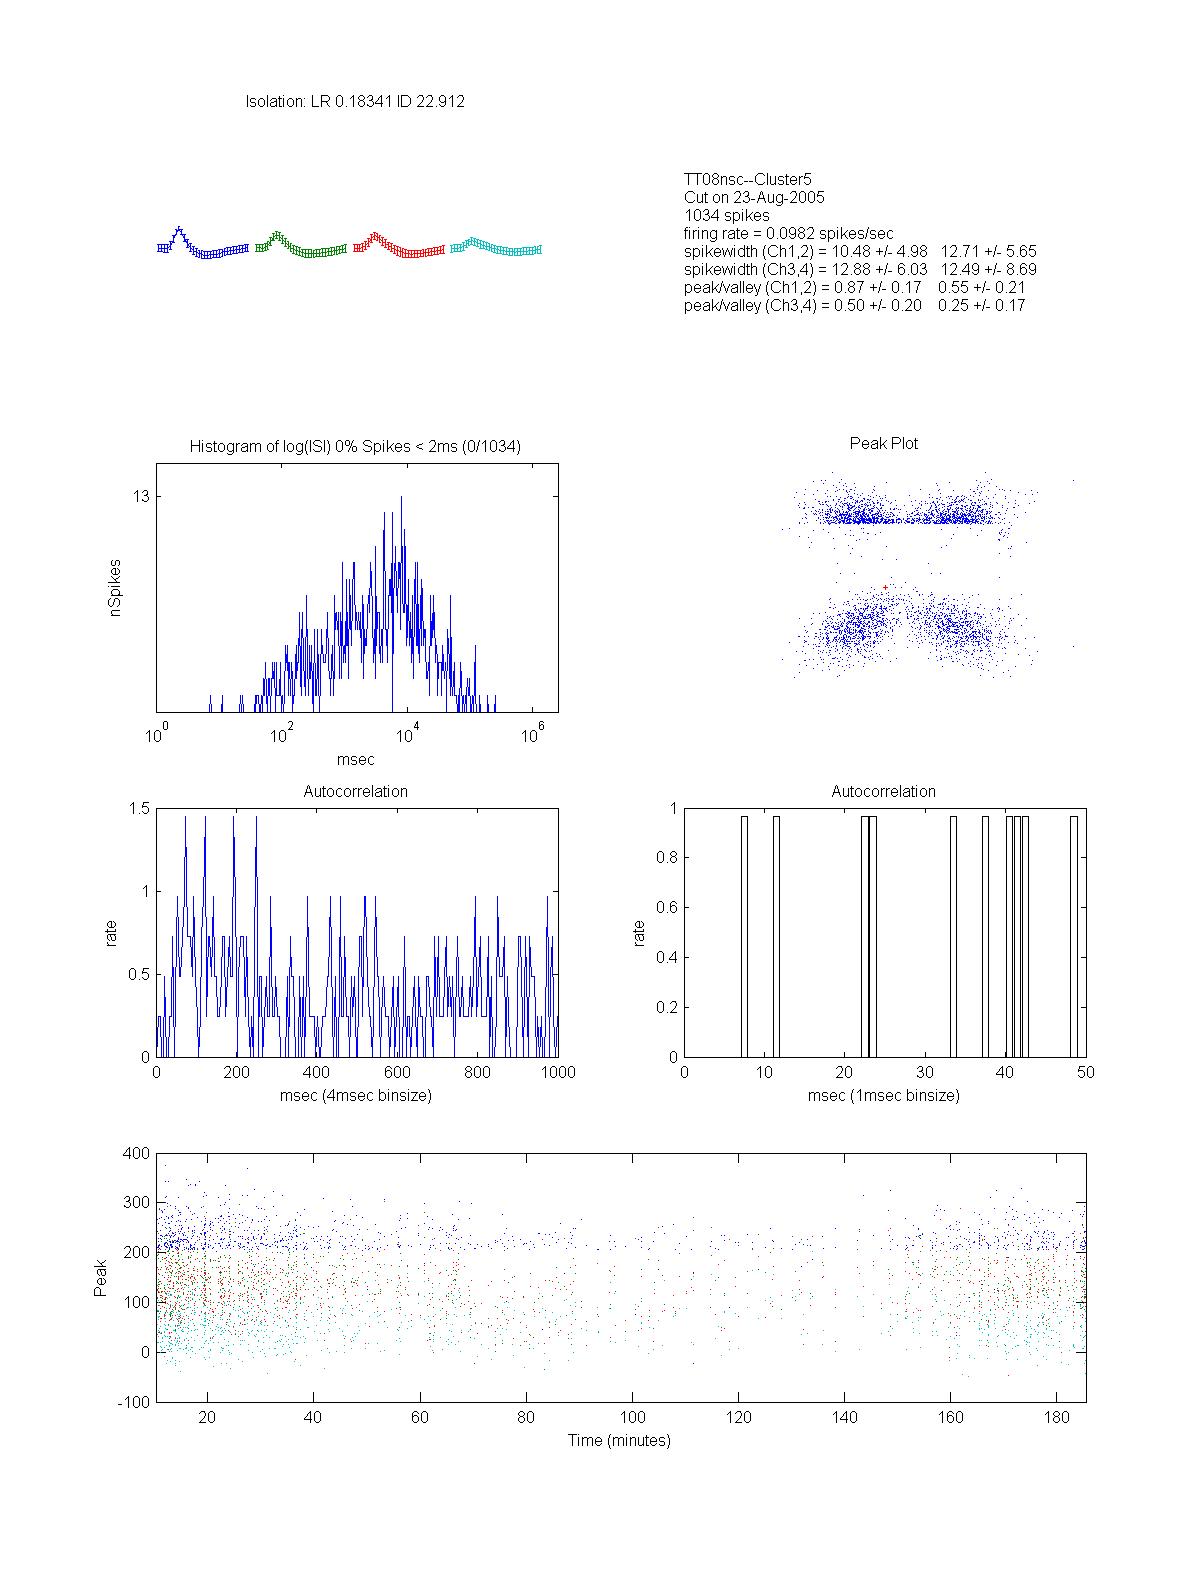 Isolation: LR 0.18341 ID 22.912
TT08nsc--Cluster5
Cut on 23-Aug-2005
1034 spikes
firing rate = 0.0982 spikes/sec
spikewidth (Ch1,2) = 10.48 +/- 4.98   12.71 +/- 5.65
spikewidth (Ch3,4) = 12.88 +/- 6.03   12.49 +/- 8.69
peak/valley (Ch1,2) = 0.87 +/- 0.17   0.55 +/- 0.21
peak/valley (Ch3,4) = 0.50 +/- 0.20   0.25 +/- 0.17
Histogram of log(ISI) 0% Spikes < 2ms (0/1034)
13
nSpikes
10^0 10^2 10^4 10^6
msec
Peak Plot
Autocorrelation
1.5
1
0.5
0
rate
0 200 400 600 800 1000
msec (4msec binsize)
Autocorrelation
1
0.8
0.6
0.4
0.2
0
rate
0 10 20 30 40 50
msec (1msec binsize)
400
300
200
100
0
-100
Peak
20 40 60 80 100 120 140 160 180
Time (minutes)